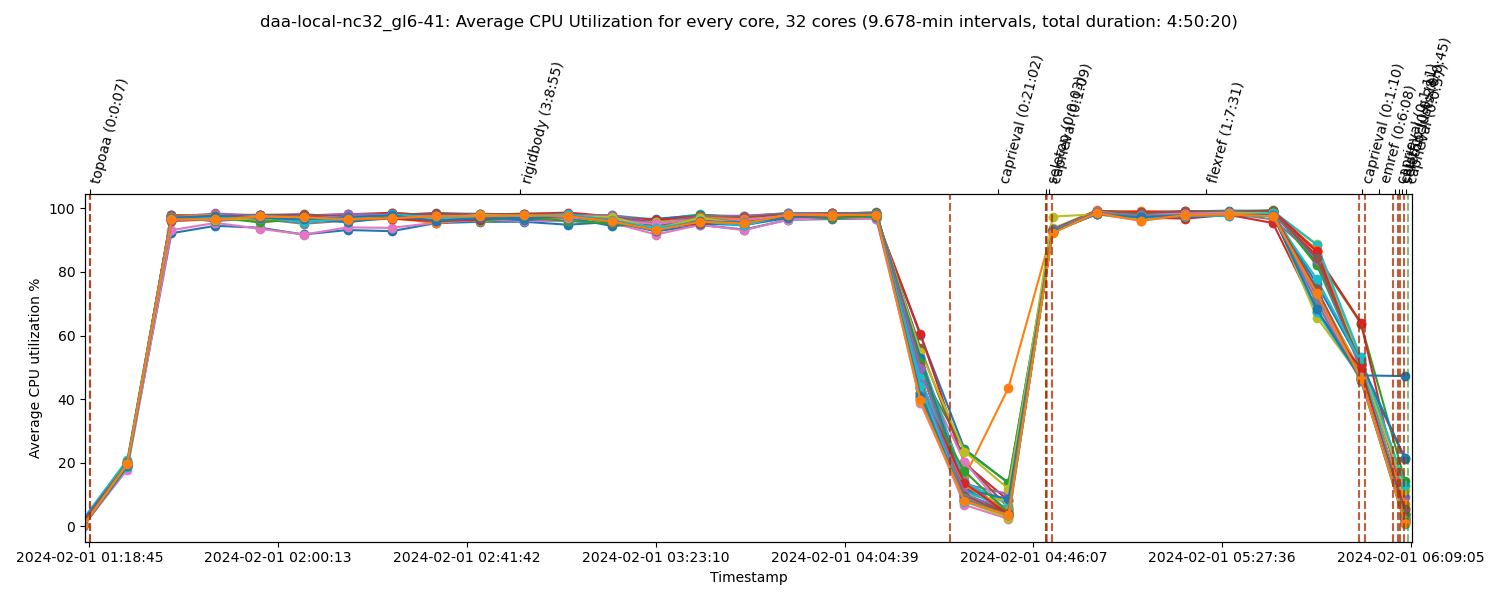 daa-local-nc32_gl6-41: Average CPU Utilization for every core, 32 cores (9.678-min intervals, total duration: 4:50:20)
topoaa (0:0:07)
rigidbody (3:8:55)
caprieval (0:21:02)
caprieval (0:1:09)
flexref (1:7:31)
caprieval (0:1:10)
emref (0:6:08)
Average CPU utilization %
100
80
60
40
20
0
2024-02-01 01:18:45
2024-02-01 02:00:13
2024-02-01 02:41:42
2024-02-01 03:23:10
2024-02-01 04:04:39
2024-02-01 04:46:07
2024-02-01 05:27:36
2024-02-01 06:09:05
Timestamp